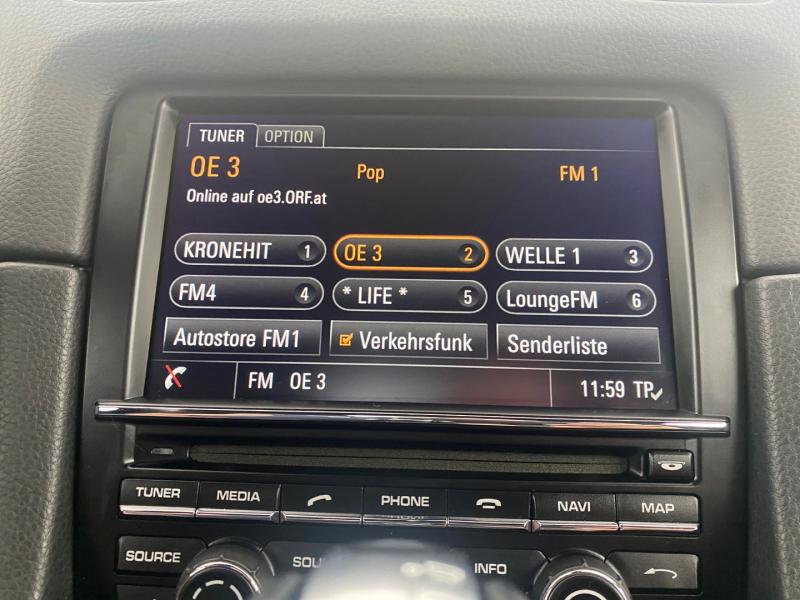 TUNER OPTION
OE 3 Pop FM 1
Online auf oe3.ORF.at
KRONEHIT 1 OE 3 2 WELLE 1 3
FM4 4 * LIFE * 5 LoungeFM 6
Autostore FM1 Verkehrsfunk Senderliste
FM OE 3 11:59 TP
TUNER MEDIA PHONE NAVI MAP
SOURCE INFO